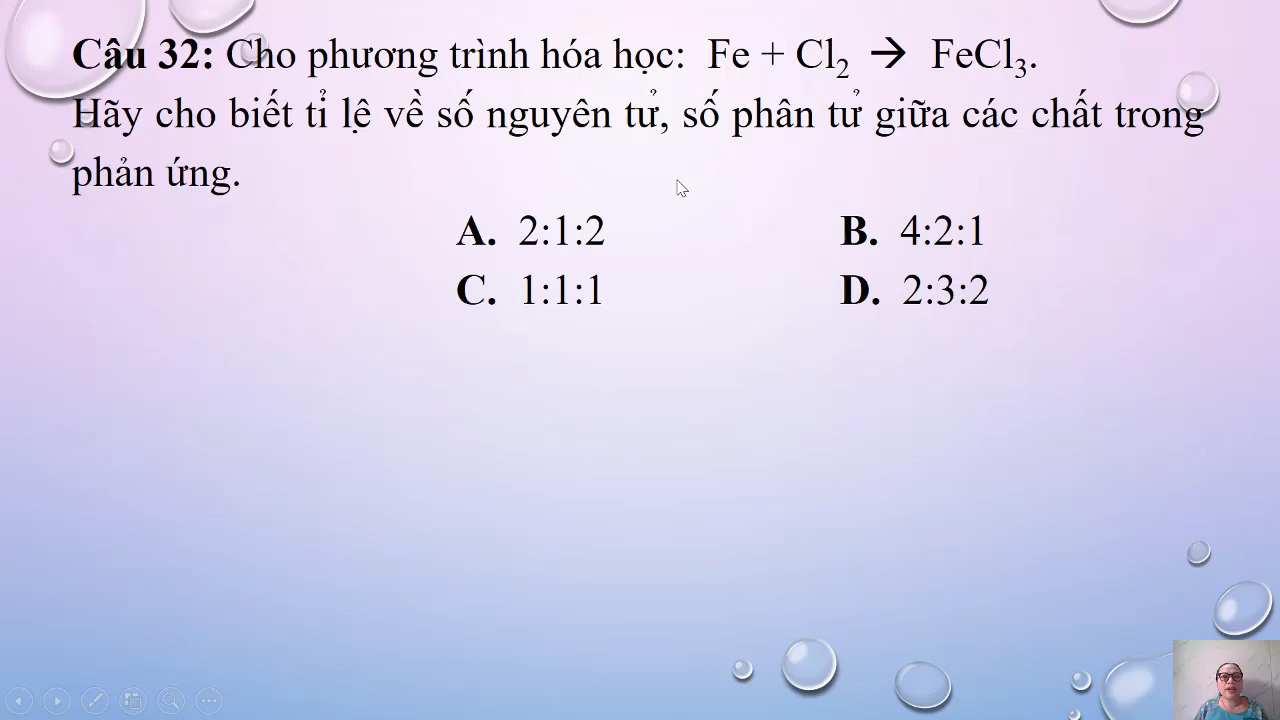 Câu 32: Cho phương trình hóa học: Fe + Cl₂ → FeCl₃.
Hãy cho biết tỉ lệ về số nguyên tử, số phân tử giữa các chất trong
phản ứng.
A. 2:1:2 B. 4:2:1
C. 1:1:1 D. 2:3:2